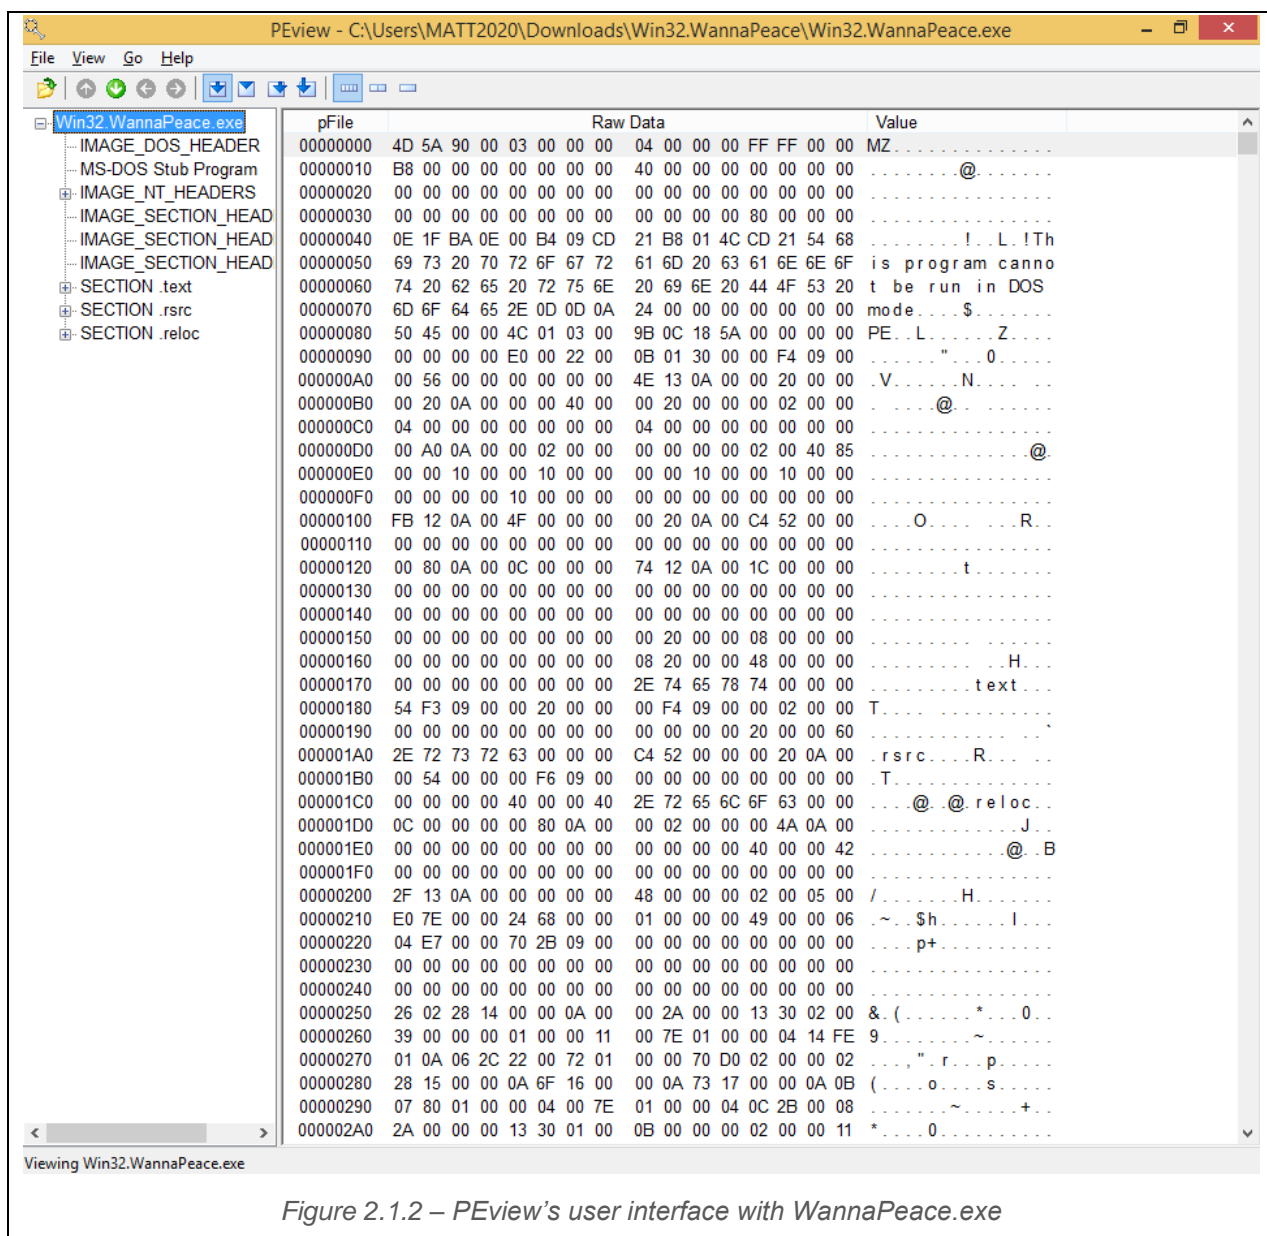 PEview - C:\Users\MATT2020\Downloads\Win32.WannaPeace\Win32.WannaPeace.exe
File View Go Help
Win32.WannaPeace.exe
IMAGE_DOS_HEADER
MS-DOS Stub Program
IMAGE_NT_HEADERS
IMAGE_SECTION_HEAD
IMAGE_SECTION_HEAD
IMAGE_SECTION_HEAD
SECTION .text
SECTION .rsrc
SECTION .reloc
pFile Raw Data Value
00000000 4D 5A 90 00 03 00 00 00 04 00 00 00 FF FF 00 00 MZ..............
00000010 B8 00 00 00 00 00 00 00 40 00 00 00 00 00 00 00 ........@.......
00000020 00 00 00 00 00 00 00 00 00 00 00 00 00 00 00 00 ................
00000030 00 00 00 00 00 00 00 00 00 00 00 00 80 00 00 00 ................
00000040 0E 1F BA 0E 00 B4 09 CD 21 B8 01 4C CD 21 54 68 ........!..L.!Th
00000050 69 73 20 70 72 6F 67 72 61 6D 20 63 61 6E 6E 6F is program canno
00000060 74 20 62 65 20 72 75 6E 20 69 6E 20 44 4F 53 20 t be run in DOS
00000070 6D 6F 64 65 2E 0D 0D 0A 24 00 00 00 00 00 00 00 mode....$.......
00000080 50 45 00 00 4C 01 03 00 9B 0C 18 5A 00 00 00 00 PE..L......Z....
00000090 00 00 00 00 E0 00 22 00 0B 01 30 00 00 F4 09 00 ......"...0.....
000000A0 00 56 00 00 00 00 00 00 4E 13 0A 00 00 20 00 00 .V......N.... ..
000000B0 00 20 0A 00 00 00 40 00 00 20 00 00 00 02 00 00 . ....@.. ......
000000C0 04 00 00 00 00 00 00 00 04 00 00 00 00 00 00 00 ................
000000D0 00 A0 0A 00 00 02 00 00 00 00 00 00 02 00 40 85 ..............@.
000000E0 00 00 10 00 00 10 00 00 00 00 10 00 00 10 00 00 ................
000000F0 00 00 00 00 10 00 00 00 00 00 00 00 00 00 00 00 ................
00000100 FB 12 0A 00 4F 00 00 00 00 20 0A 00 C4 52 00 00 ....O.... ...R..
00000110 00 00 00 00 00 00 00 00 00 00 00 00 00 00 00 00 ................
00000120 00 80 0A 00 0C 00 00 00 74 12 0A 00 1C 00 00 00 ........t.......
00000130 00 00 00 00 00 00 00 00 00 00 00 00 00 00 00 00 ................
00000140 00 00 00 00 00 00 00 00 00 00 00 00 00 00 00 00 ................
00000150 00 00 00 00 00 00 00 00 00 20 00 00 08 00 00 00 ......... ......
00000160 00 00 00 00 00 00 00 00 08 20 00 00 48 00 00 00 ......... ..H...
00000170 00 00 00 00 00 00 00 00 2E 74 65 78 74 00 00 00 .........text...
00000180 54 F3 09 00 00 20 00 00 00 F4 09 00 00 02 00 00 T.... ..........
00000190 00 00 00 00 00 00 00 00 00 00 00 00 20 00 00 60 ............ ..`
000001A0 2E 72 73 72 63 00 00 00 C4 52 00 00 00 20 0A 00 .rsrc....R... ..
000001B0 00 54 00 00 00 F6 09 00 00 00 00 00 00 00 00 00 .T..............
000001C0 00 00 00 00 40 00 00 40 2E 72 65 6C 6F 63 00 00 ....@..@.reloc..
000001D0 0C 00 00 00 00 80 0A 00 00 02 00 00 00 4A 0A 00 .............J..
000001E0 00 00 00 00 00 00 00 00 00 00 00 00 40 00 00 42 ............@..B
000001F0 00 00 00 00 00 00 00 00 00 00 00 00 00 00 00 00 ................
00000200 2F 13 0A 00 00 00 00 00 48 00 00 00 02 00 05 00 /.......H.......
00000210 E0 7E 00 00 24 68 00 00 01 00 00 00 49 00 00 06 .~..$h......I...
00000220 04 E7 00 00 70 2B 09 00 00 00 00 00 00 00 00 00 ....p+..........
00000230 00 00 00 00 00 00 00 00 00 00 00 00 00 00 00 00 ................
00000240 00 00 00 00 00 00 00 00 00 00 00 00 00 00 00 00 ................
00000250 26 02 28 14 00 00 0A 00 00 2A 00 00 13 30 02 00 &.(......*...0..
00000260 39 00 00 00 01 00 00 11 00 7E 01 00 00 04 14 FE 9........~......
00000270 01 0A 06 2C 22 00 72 01 00 00 70 D0 02 00 00 02 ...,".r...p.....
00000280 28 15 00 00 0A 6F 16 00 00 0A 73 17 00 00 0A 0B (....o....s.....
00000290 07 80 01 00 00 04 00 7E 01 00 00 04 0C 2B 00 08 .......~.....+..
000002A0 2A 00 00 00 13 30 01 00 0B 00 00 00 02 00 00 11 *....0..........
Viewing Win32.WannaPeace.exe
Figure 2.1.2 – PEview’s user interface with WannaPeace.exe